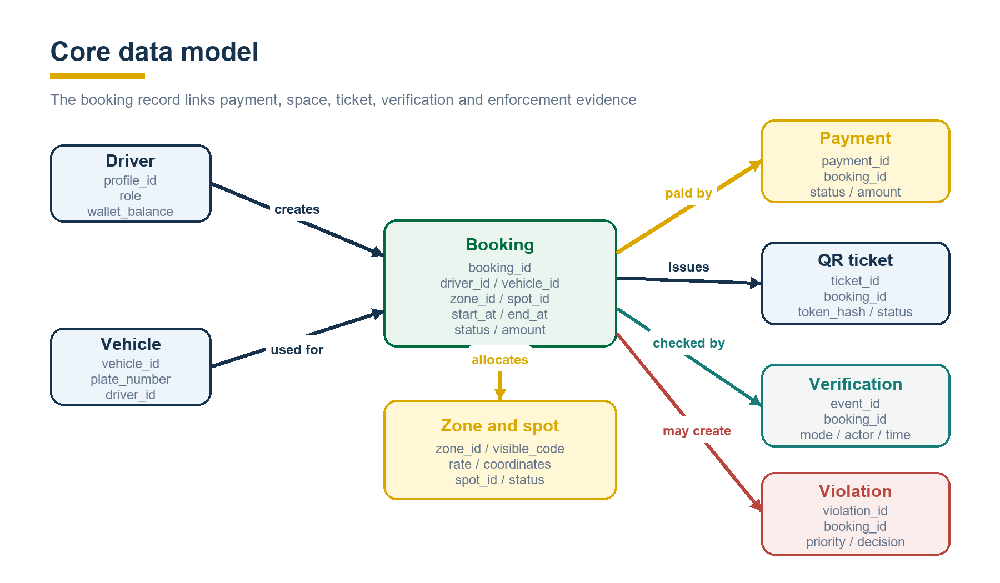 Core data model
The booking record links payment, space, ticket, verification and enforcement evidence
Driver
profile_id
role
wallet_balance
creates
Vehicle
vehicle_id
plate_number
driver_id
used for
Booking
booking_id
driver_id / vehicle_id
zone_id / spot_id
start_at / end_at
status / amount
allocates
Zone and spot
zone_id / visible_code
rate / coordinates
spot_id / status
paid by
Payment
payment_id
booking_id
status / amount
issues
QR ticket
ticket_id
booking_id
token_hash / status
checked by
Verification
event_id
booking_id
mode / actor / time
may create
Violation
violation_id
booking_id
priority / decision